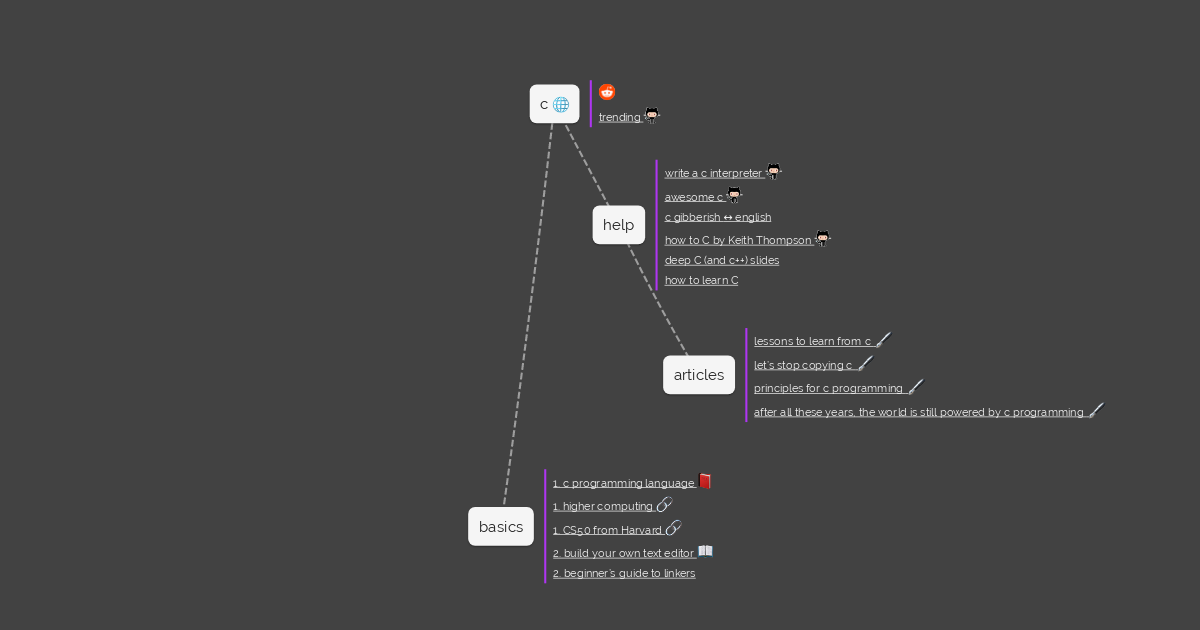 c
trending
write a c interpreter
awesome c
c gibberish ↔ english
help
how to C by Keith Thompson
deep C (and c++) slides
how to learn C
lessons to learn from c
let's stop copying c
articles
principles for c programming
after all these years, the world is still powered by c programming
1. c programming language
1. higher computing
basics
1. CS50 from Harvard
2. build your own text editor
2. beginner's guide to linkers